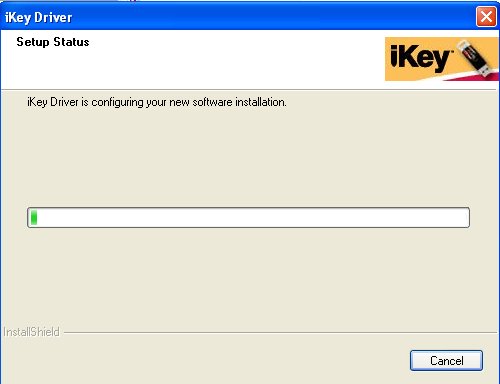 iKey Driver
Setup Status
iKey
iKey Driver is configuring your new software installation.
InstallShield
Cancel